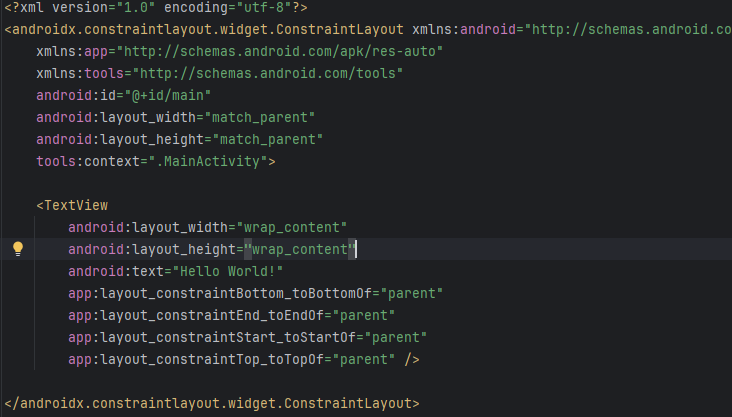 <?xml version="1.0" encoding="utf-8"?>
<androidx.constraintlayout.widget.ConstraintLayout xmlns:android="http://schemas.android.co
    xmlns:app="http://schemas.android.com/apk/res-auto"
    xmlns:tools="http://schemas.android.com/tools"
    android:id="@+id/main"
    android:layout_width="match_parent"
    android:layout_height="match_parent"
    tools:context=".MainActivity">
    <TextView
        android:layout_width="wrap_content"
        android:layout_height="wrap_content"
        android:text="Hello World!"
        app:layout_constraintBottom_toBottomOf="parent"
        app:layout_constraintEnd_toEndOf="parent"
        app:layout_constraintStart_toStartOf="parent"
        app:layout_constraintTop_toTopOf="parent" />
</androidx.constraintlayout.widget.ConstraintLayout>